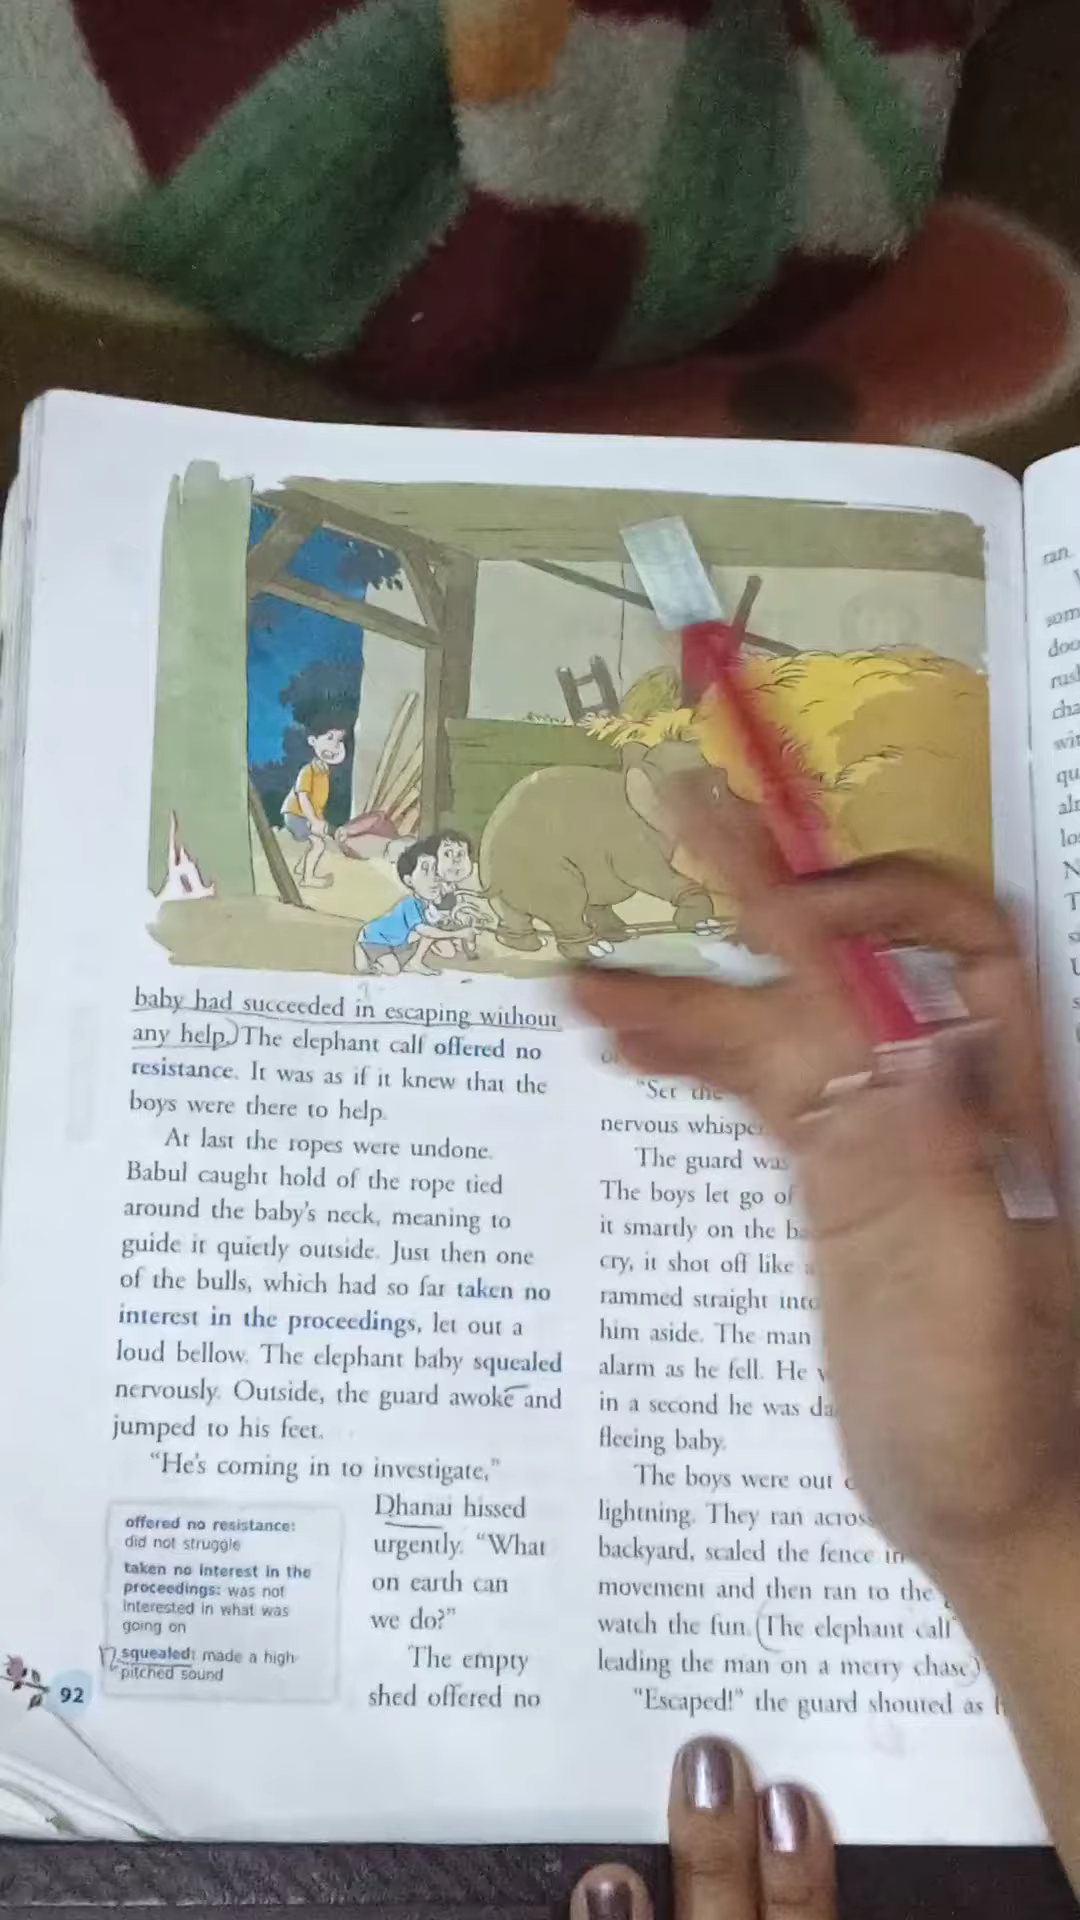 baby had succeeded in escaping without
any help.) The elephant calf offered no
resistance. It was as if it knew that the
boys were there to help.
At last the ropes were undone.
Babul caught hold of the rope tied
around the baby's neck, meaning to
guide it quietly outside. Just then one
of the bulls, which had so far taken no
interest in the proceedings, let out a
loud bellow. The elephant baby squealed
nervously. Outside, the guard awoke and
jumped to his feet.
"He's coming in to investigate,"
Dhanai hissed
urgently. "What
on earth can
we do?"
The empty
shed offered no
offered no resistance:
did not struggle
taken no interest in the
proceedings: was not
interested in what was
going on
squealed: made a high
pitched sound
92
"Set the
nervous
The guard was
The boys let go of
it smartly on the
cry, it shot off like
rammed straight into
him aside. The man
alarm as he fell. He
in a second he was
fleeing baby.
The boys were out
lightning. They ran across
backyard, scaled the fence in
movement and then ran to the
watch the fun. (The elephant calf
leading the man on a merry chase.)
"Escaped!" the guard shouted as
ran.